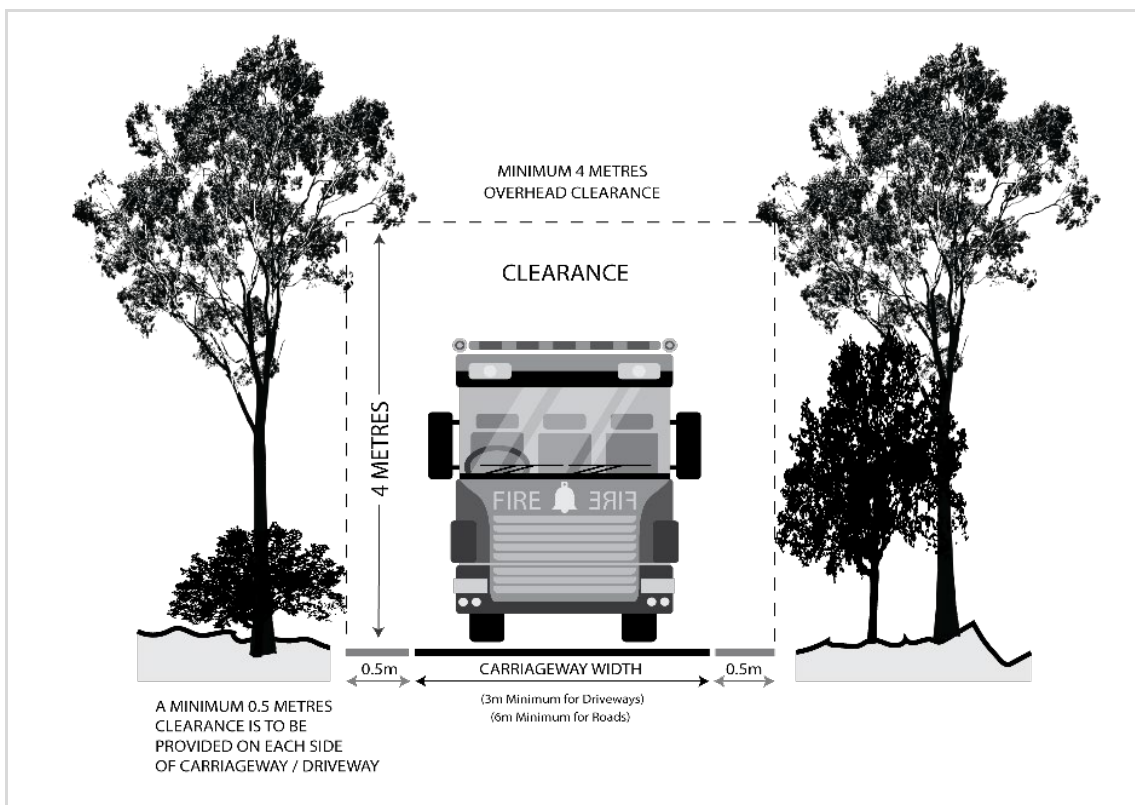 MINIMUM 4 METRES
OVERHEAD CLEARANCE
CLEARANCE
4 METRES
FIRE FIRE
0.5m
CARRIAGEWAY WIDTH
0.5m
(3m Minimum for Driveways)
(6m Minimum for Roads)
A MINIMUM 0.5 METRES
CLEARANCE IS TO BE
PROVIDED ON EACH SIDE
OF CARRIAGEWAY / DRIVEWAY